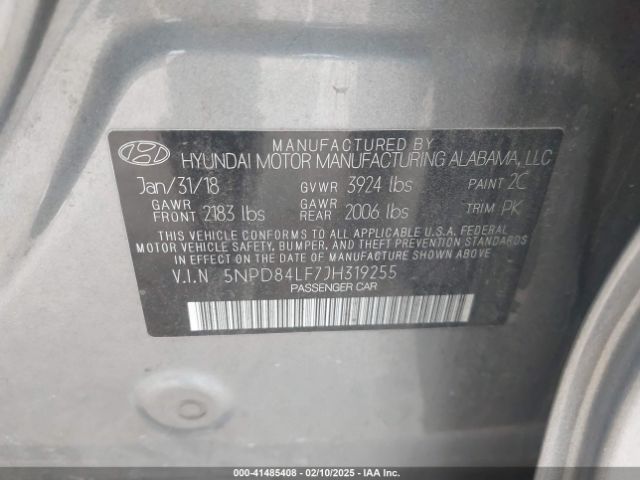 MANUFACTURED BY
HYUNDAI MOTOR MANUFACTURING ALABAMA, LLC
Jan/31/18 GVWR 3924 lbs PAINT 2C
GAWR FRONT 2183 lbs GAWR REAR 2006 lbs TRIM PK
THIS VEHICLE CONFORMS TO ALL APPLICABLE U.S.A. FEDERAL
MOTOR VEHICLE SAFETY, BUMPER, AND THEFT PREVENTION STANDARDS
IN EFFECT ON THE DATE OF MANUFACTURE SHOWN ABOVE.
V.I.N 5NPD84LF7JH319255
PASSENGER CAR
000-41485408 - 02/10/2025 - IAA Inc.